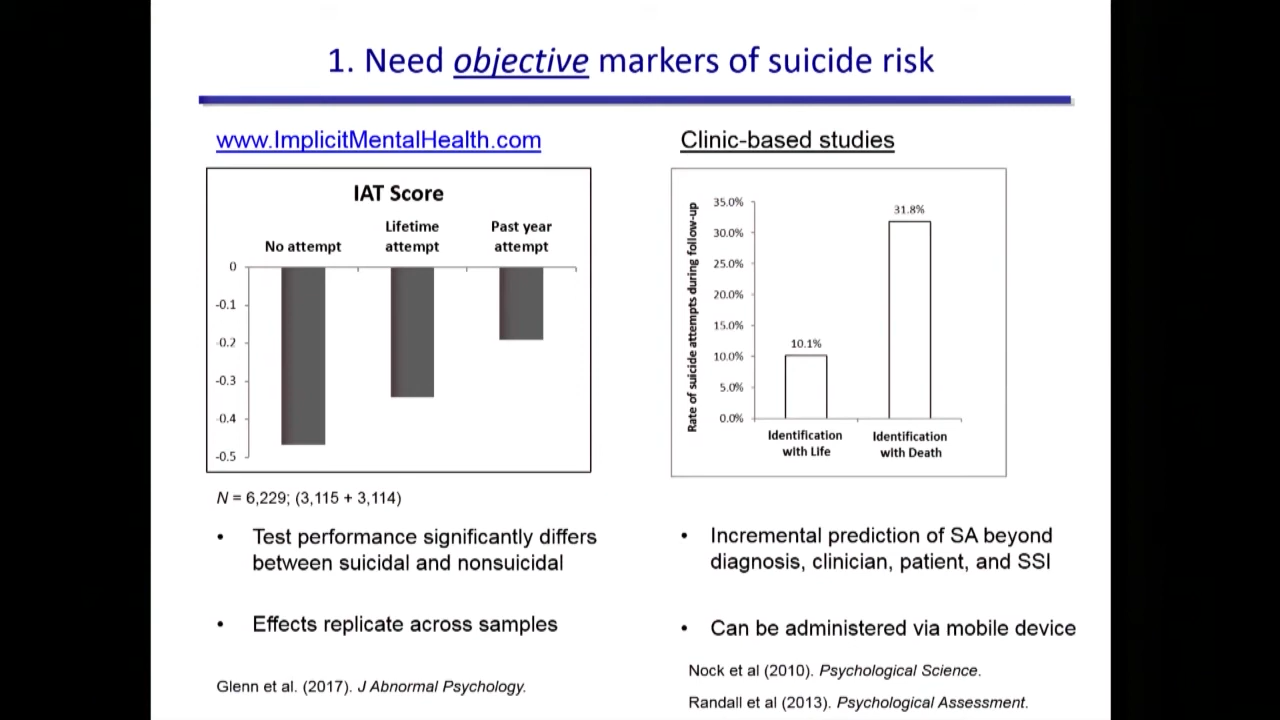 1. Need objective markers of suicide risk
www.ImplicitMentalHealth.com
IAT Score
No attempt
Lifetime
attempt
Past year
attempt
0
-0.1
-0.2
-0.3
-0.4
-0.5
N = 6,229; (3,115 + 3,114)
• Test performance significantly differs
between suicidal and nonsuicidal
• Effects replicate across samples
Glenn et al. (2017). J Abnormal Psychology.
Clinic-based studies
Rate of suicide attempts during follow-up
35.0%
30.0%
25.0%
20.0%
15.0%
10.0%
5.0%
0.0%
10.1%
31.8%
Identification
with Life
Identification
with Death
• Incremental prediction of SA beyond
diagnosis, clinician, patient, and SSI
• Can be administered via mobile device
Nock et al (2010). Psychological Science.
Randall et al (2013). Psychological Assessment.